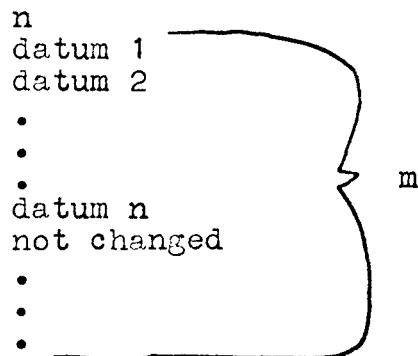 n
datum 1
datum 2
•
•
•
m
datum n
not changed
•
•
•